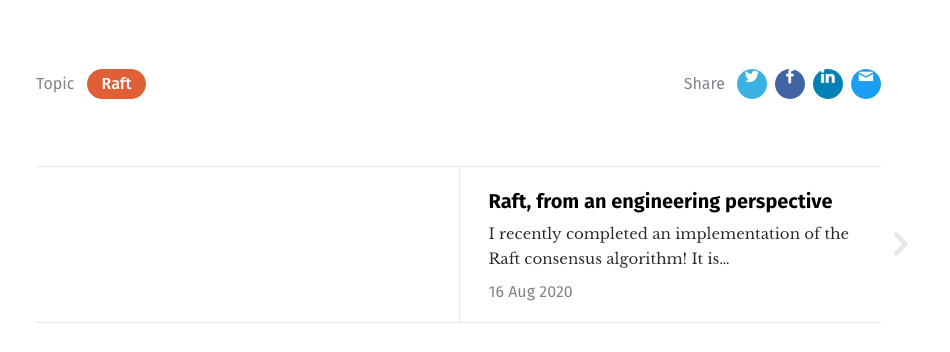 Topic Raft Share
Raft, from an engineering perspective
I recently completed an implementation of the
Raft consensus algorithm! It is...
16 Aug 2020